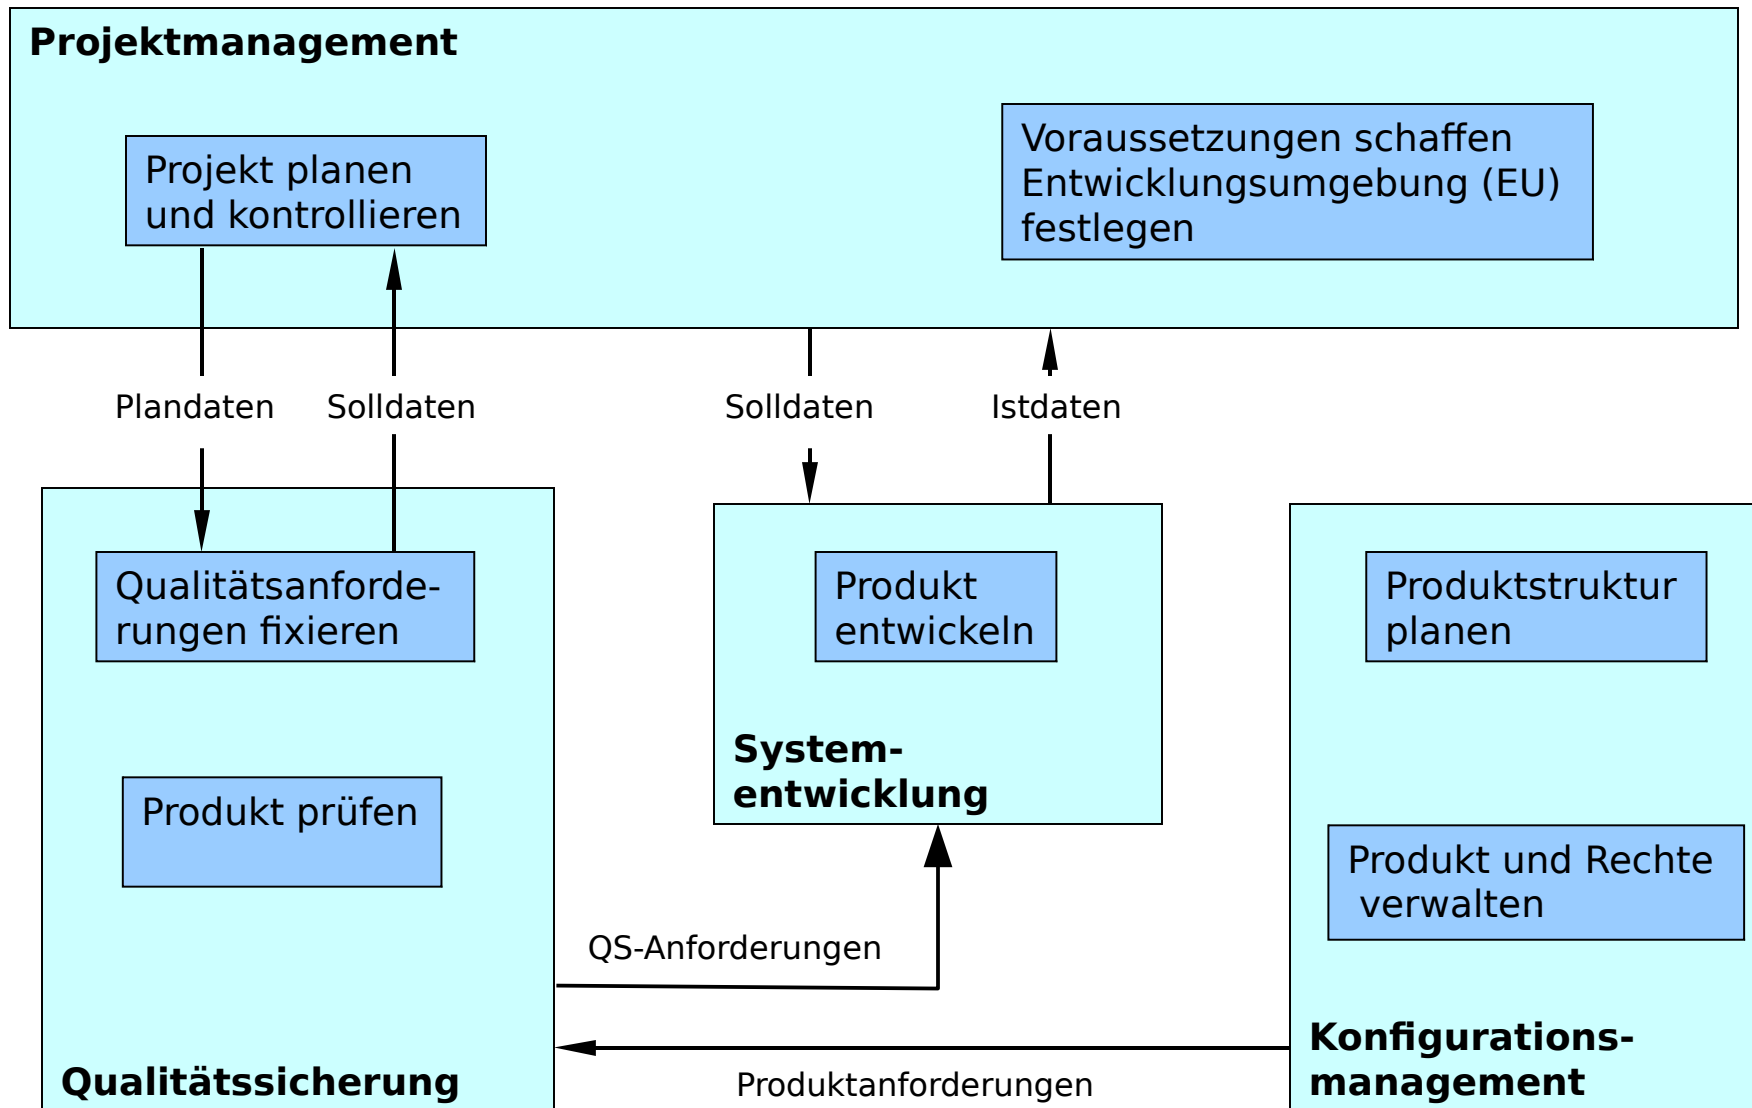 Projektmanagement
Projekt planen
und kontrollieren
Voraussetzungen schaffen
Entwicklungsumgebung (EU)
festlegen
Plandaten
Solldaten
Solldaten
Istdaten
Qualitätsanforde-
rungen fixieren
Produkt prüfen
Qualitätssicherung
Produkt
entwickeln
System-
entwicklung
QS-Anforderungen
Produktanforderungen
Produktstruktur
planen
Produkt und Rechte
verwalten
Konfigurations-
management